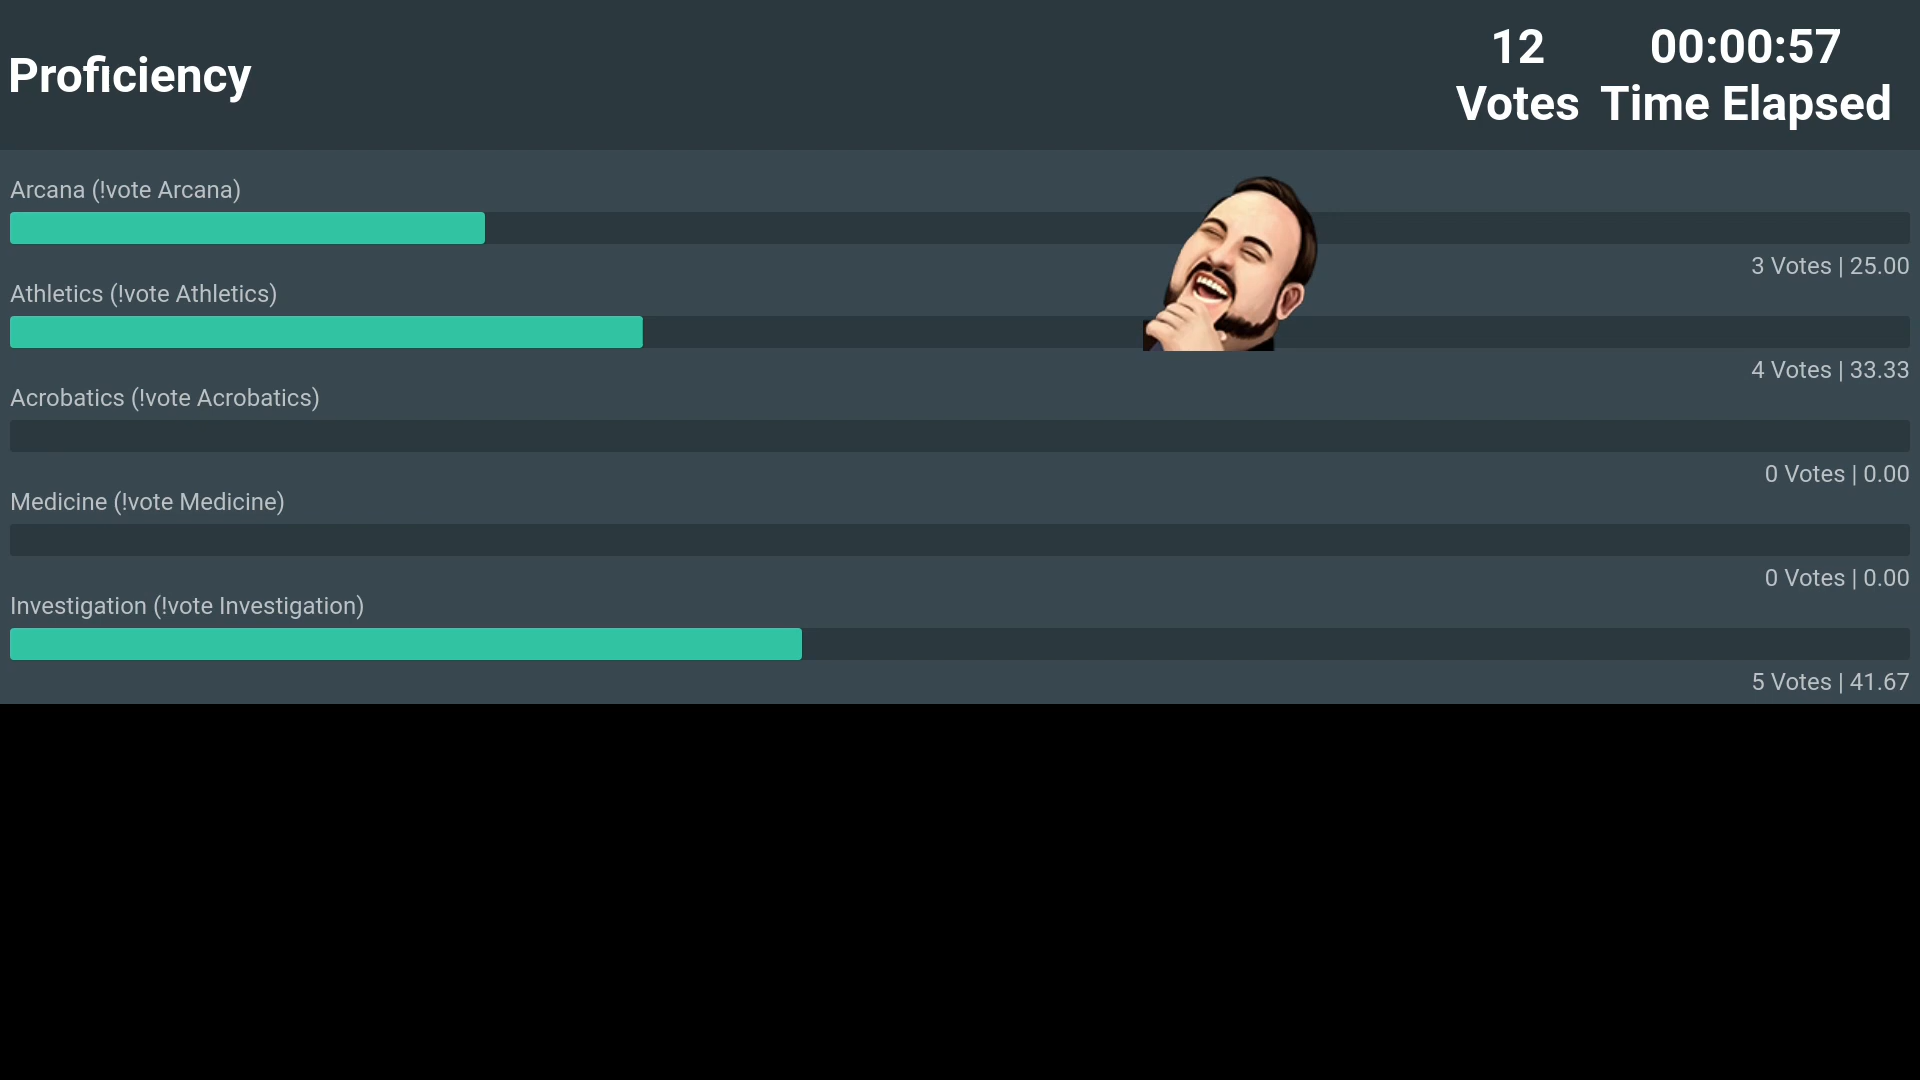 Proficiency
12
Votes
00:00:57
Time Elapsed
Arcana (!vote Arcana)
3 Votes | 25.00
Athletics (!vote Athletics)
4 Votes | 33.33
Acrobatics (!vote Acrobatics)
0 Votes | 0.00
Medicine (!vote Medicine)
0 Votes | 0.00
Investigation (!vote Investigation)
5 Votes | 41.67